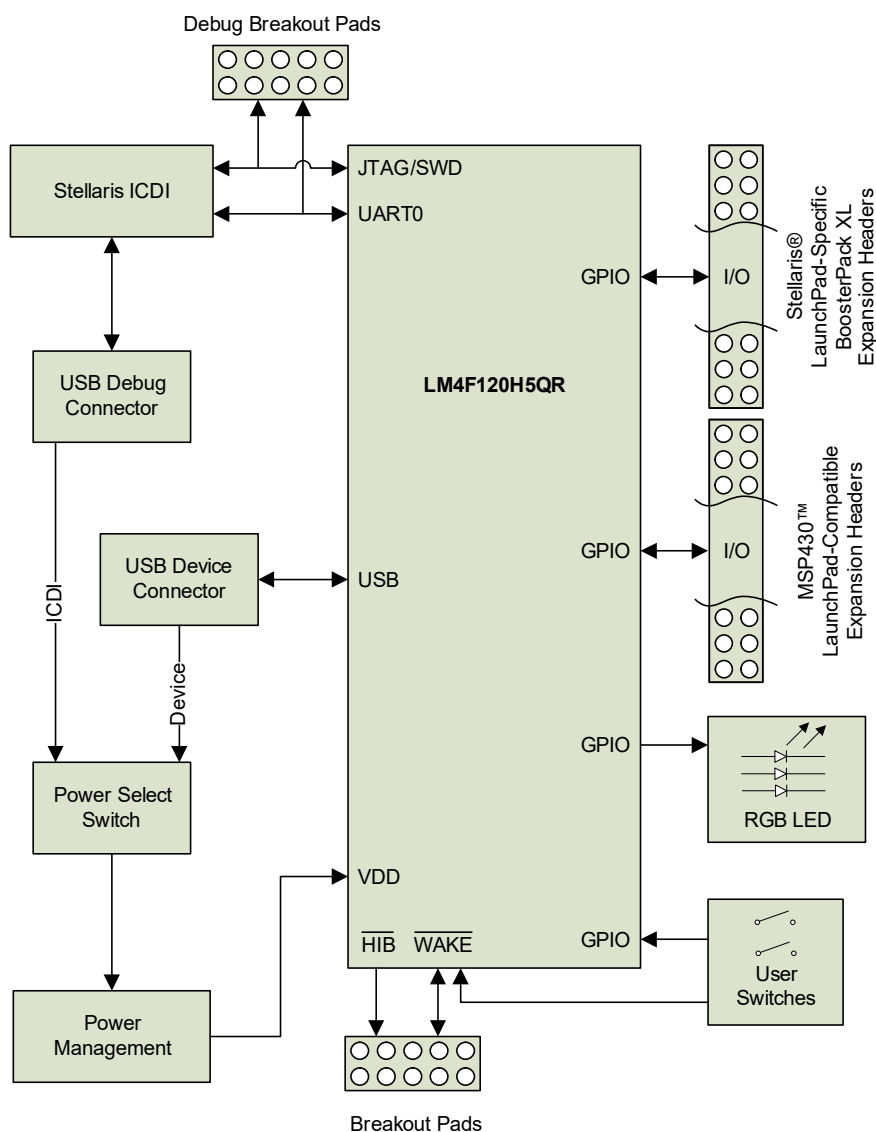 Debug Breakout Pads
Stellaris ICDI
JTAG/SWD
UART0
GPIO
I/O
Stellaris®
LaunchPad-Specific
BoosterPack XL
Expansion Headers
USB Debug
Connector
LM4F120H5QR
ICDI
USB Device
Connector
USB
GPIO
I/O
MSP430™
LaunchPad-Compatible
Expansion Headers
Device
GPIO
RGB LED
Power Select
Switch
VDD
HIB
WAKE
GPIO
User
Switches
Power
Management
Breakout Pads